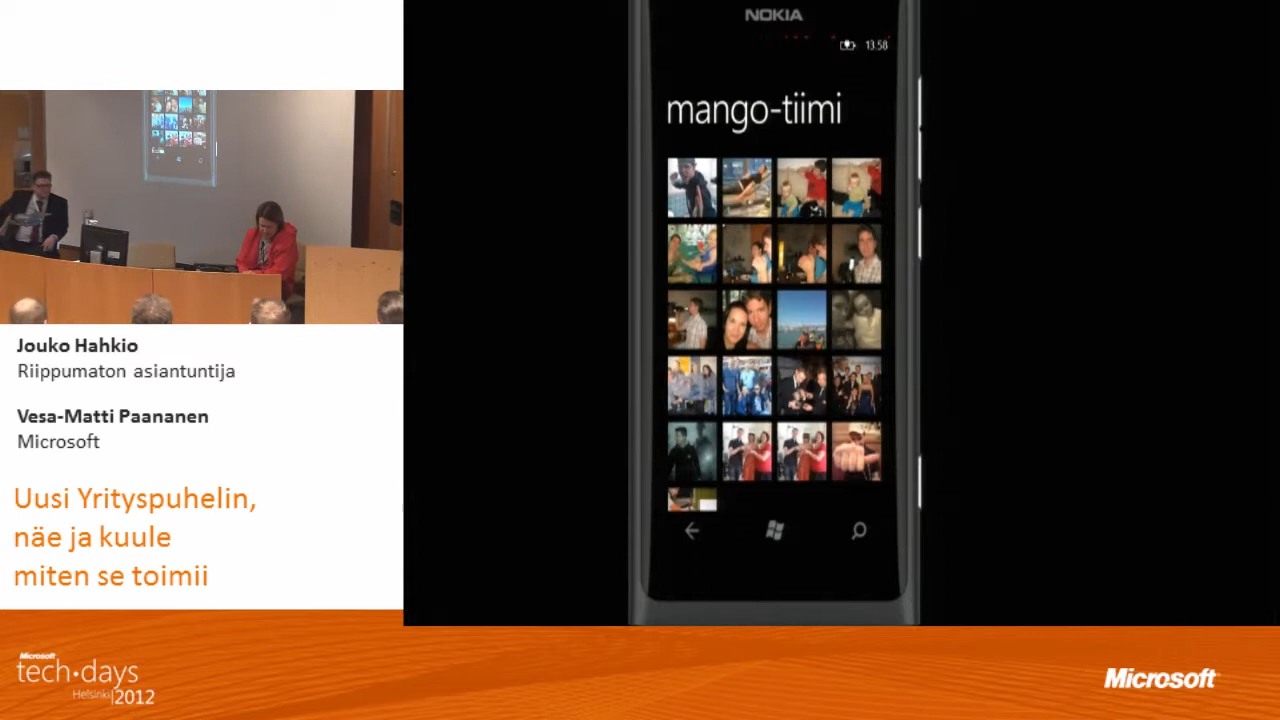 NOKIA
13.58
mango-tiimi
Jouko Hahkio
Riippumaton asiantuntija
Vesa-Matti Paananen
Microsoft
Uusi Yrityspuhelin,
näe ja kuule
miten se toimii
Microsoft
tech·days
Helsinki|2012
Microsoft